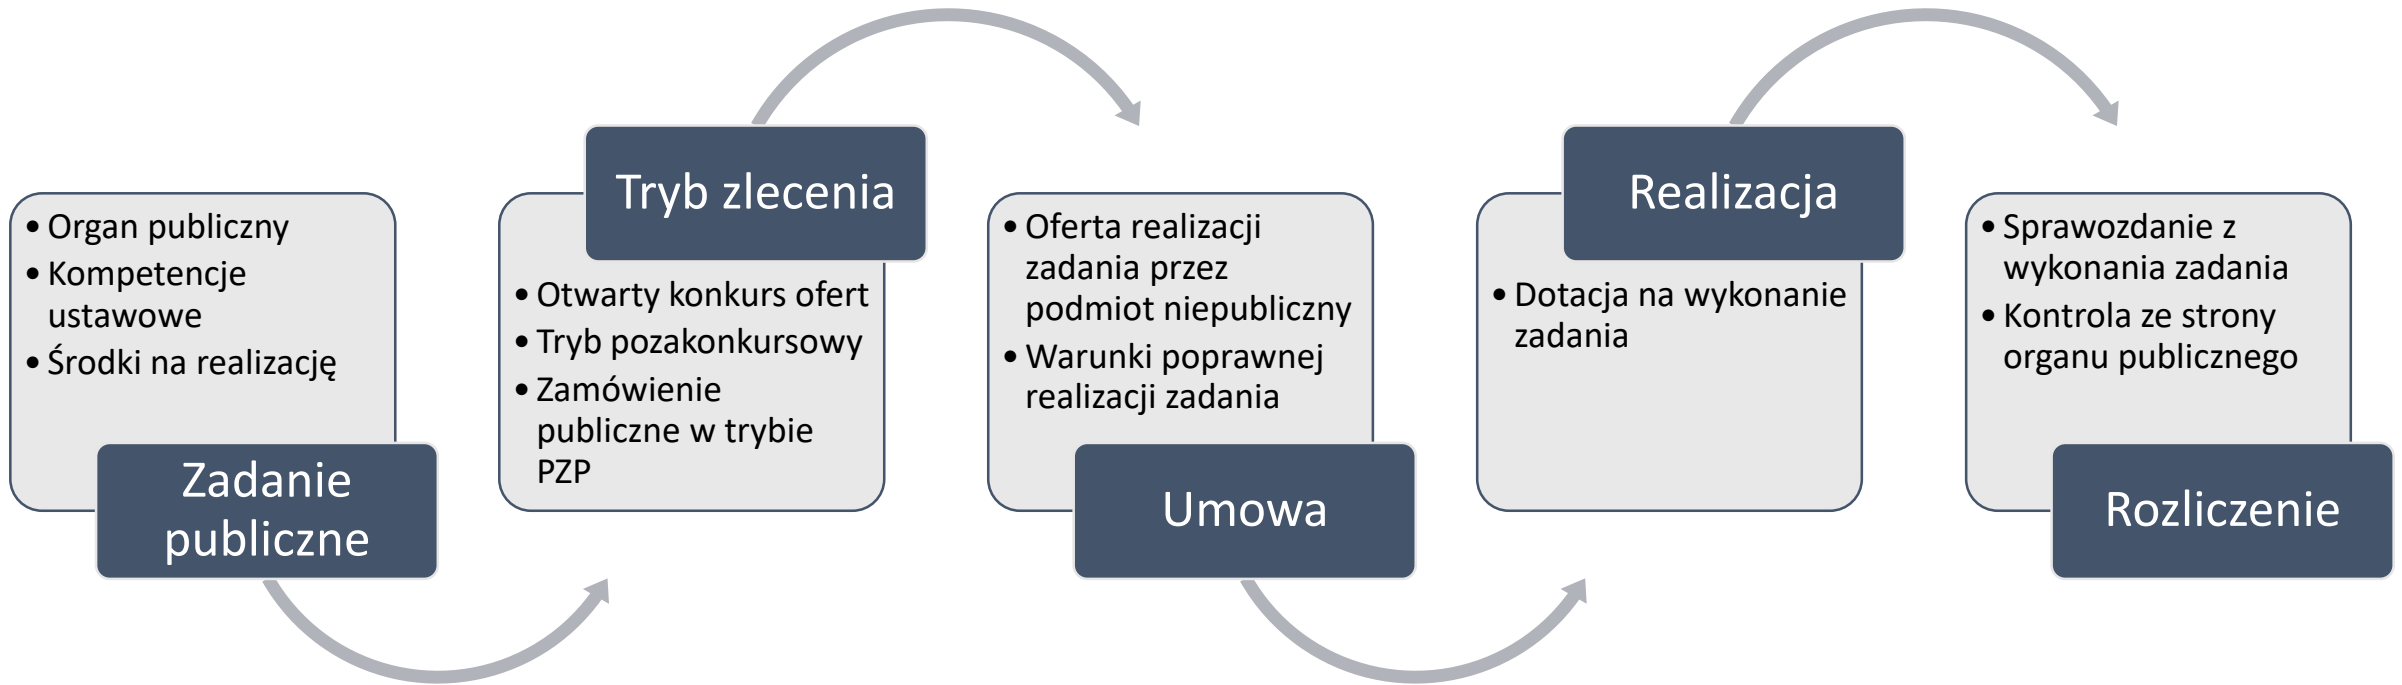 • Organ publiczny
• Kompetencje
ustawowe
• Środki na realizację
Zadanie
publiczne
Tryb zlecenia
• Otwarty konkurs ofert
• Tryb pozakonkursowy
• Zamówienie
publiczne w trybie
PZP
• Oferta realizacji
zadania przez
podmiot niepubliczny
• Warunki poprawnej
realizacji zadania
Umowa
Realizacja
• Dotacja na wykonanie
zadania
• Sprawozdanie z
wykonania zadania
• Kontrola ze strony
organu publicznego
Rozliczenie